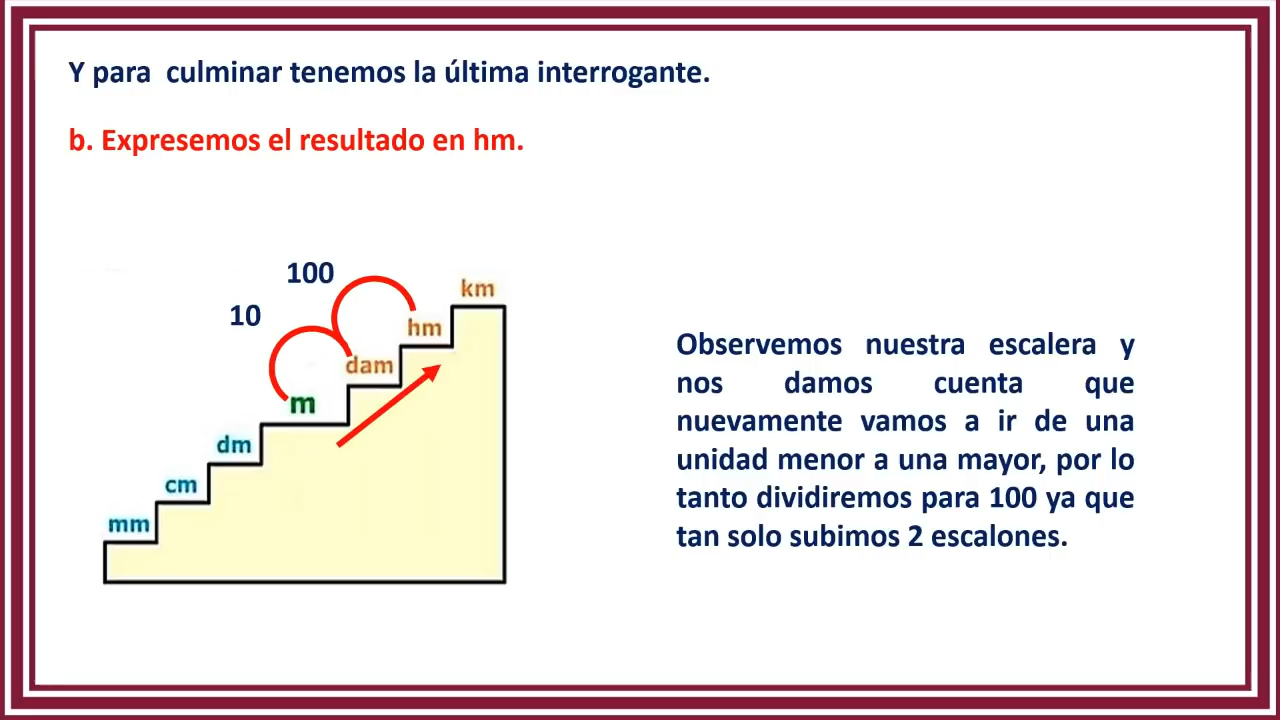 Y para  culminar tenemos la última interrogante.
b. Expresemos el resultado en hm.
100
10
km
hm
dam
m
dm
cm
mm
Observemos nuestra escalera y
nos damos cuenta que
nuevamente vamos a ir de una
unidad menor a una mayor, por lo
tanto dividiremos para 100 ya que
tan solo subimos 2 escalones.